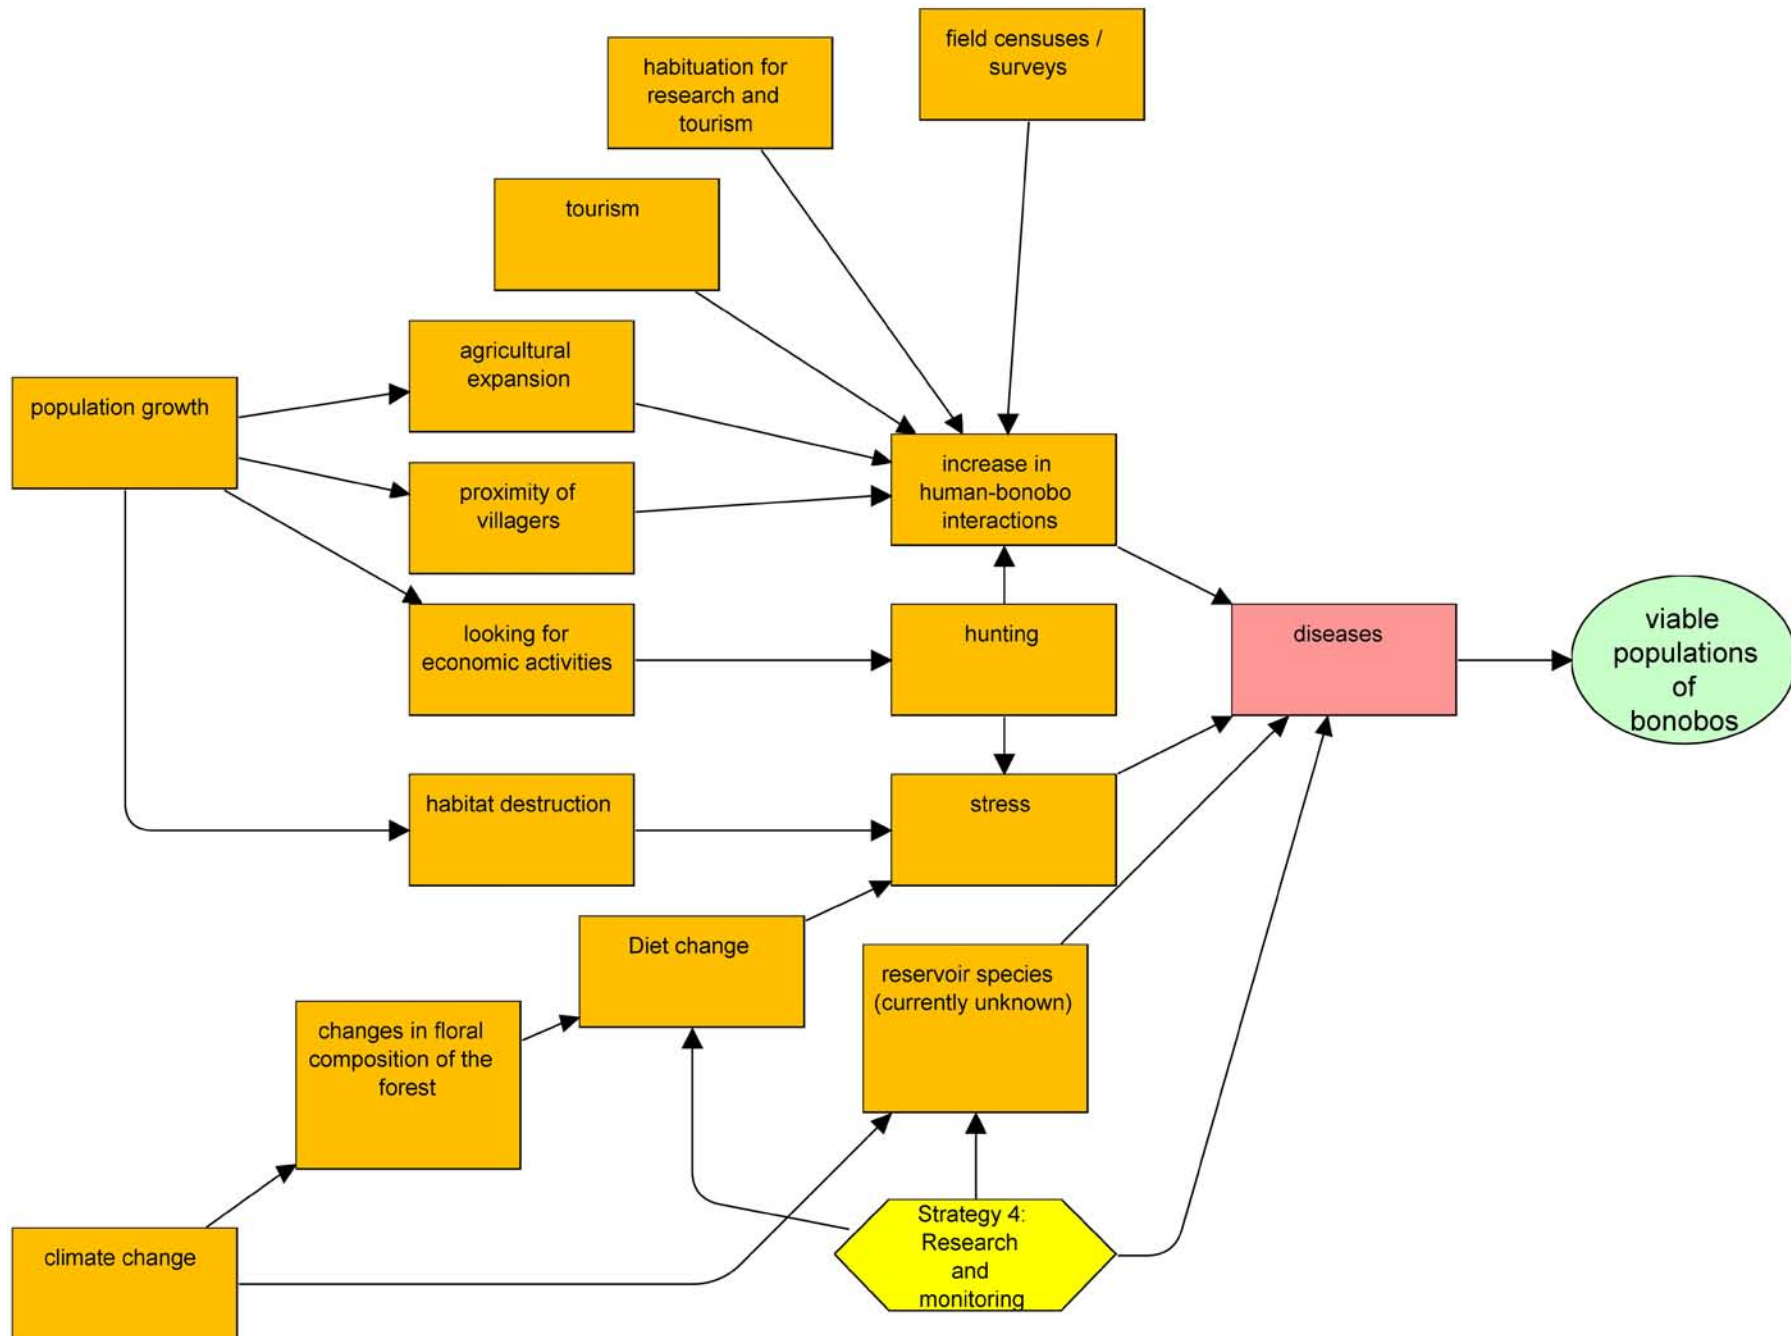 field censuses /
surveys
habituation for
research and
tourism
tourism
agricultural
expansion
population growth
increase in
human-bonobo
interactions
proximity of
villagers
looking for
economic activities
hunting
diseases
viable
populations
of
bonobos
habitat destruction
stress
Diet change
reservoir species
(currently unknown)
changes in floral
composition of the
forest
Strategy 4:
Research
and
monitoring
climate change